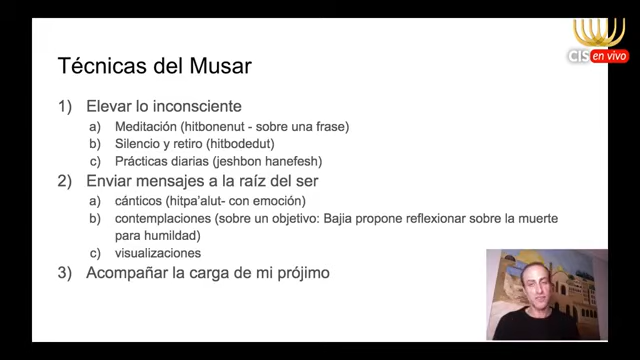 CIS en vivo
Técnicas del Musar
1) Elevar lo inconsciente
a) Meditación (hitbonenut - sobre una frase)
b) Silencio y retiro (hitbodedut)
c) Prácticas diarias (jeshbon hanefesh)
2) Enviar mensajes a la raíz del ser
a) cánticos (hitpa'alut- con emoción)
b) contemplaciones (sobre un objetivo: Bajia propone reflexionar sobre la muerte
para humildad)
c) visualizaciones
3) Acompañar la carga de mi prójimo